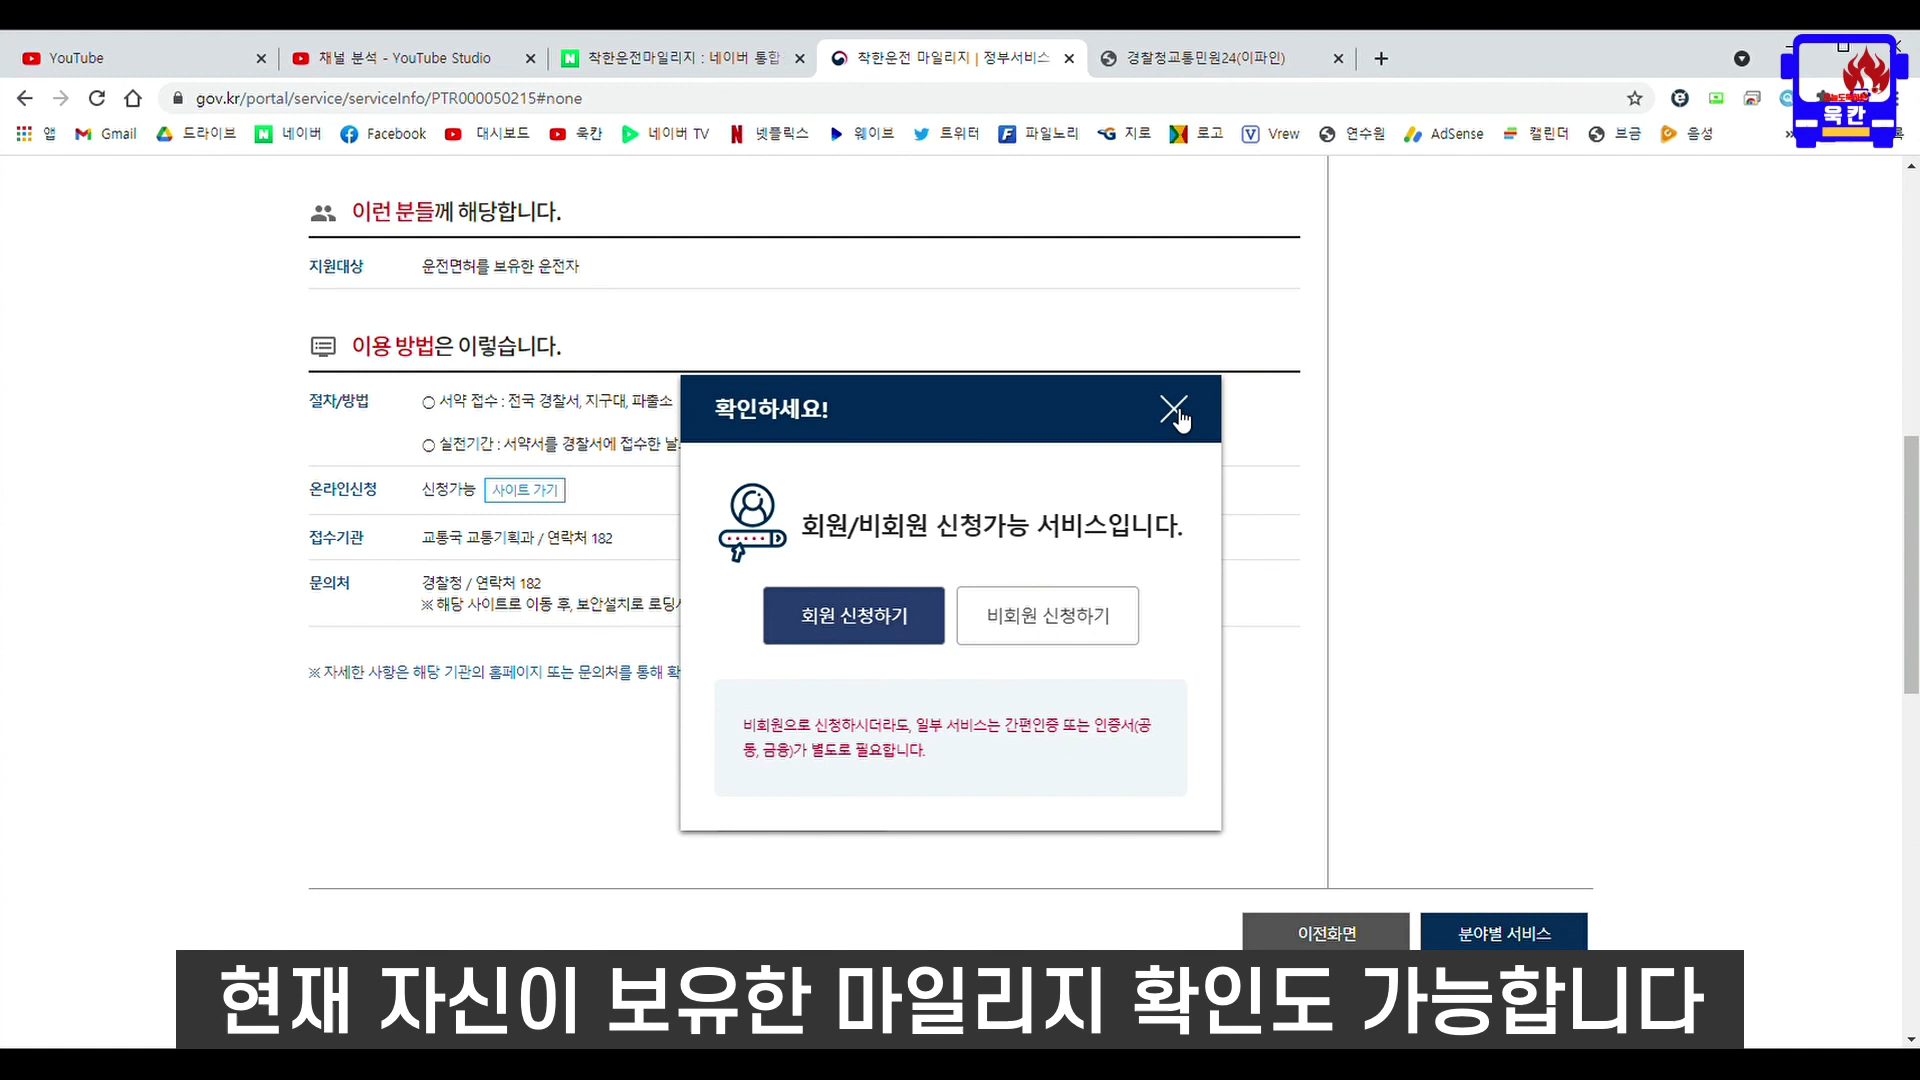 YouTube
채널 분석 - YouTube Studio
착한운전마일리지 : 네이버 통합
착한운전 마일리지 | 정부서비스
경찰청교통민원24(이파인)
gov.kr/portal/service/serviceInfo/PTR000050215#none
앱 Gmail 드라이브 네이버 Facebook 대시보드 욱칸 네이버 TV 넷플릭스 웨이브 트위터 파일노리 지로 로고 Vrew 연수원 AdSense 캘린더 보금 음성
욱칸
이런 분들께 해당합니다.
지원대상 운전면허를 보유한 운전자
이용 방법은 이렇습니다.
절차/방법 ○ 서약 접수 : 전국 경찰서, 지구대, 파출소
○ 실천기간 : 서약서를 경찰서에 접수한 날
온라인신청 신청가능 사이트 가기
접수기관 교통국 교통기획과 / 연락처 182
문의처 경찰청 / 연락처 182
※ 해당 사이트로 이동 후, 보안설치로 로딩
※ 자세한 사항은 해당 기관의 홈페이지 또는 문의처를 통해 확
확인하세요!
회원/비회원 신청가능 서비스입니다.
회원 신청하기
비회원 신청하기
비회원으로 신청하시더라도, 일부 서비스는 간편인증 또는 인증서(공
동, 금융)가 별도로 필요합니다.
이전화면
분야별 서비스
현재 자신이 보유한 마일리지 확인도 가능합니다